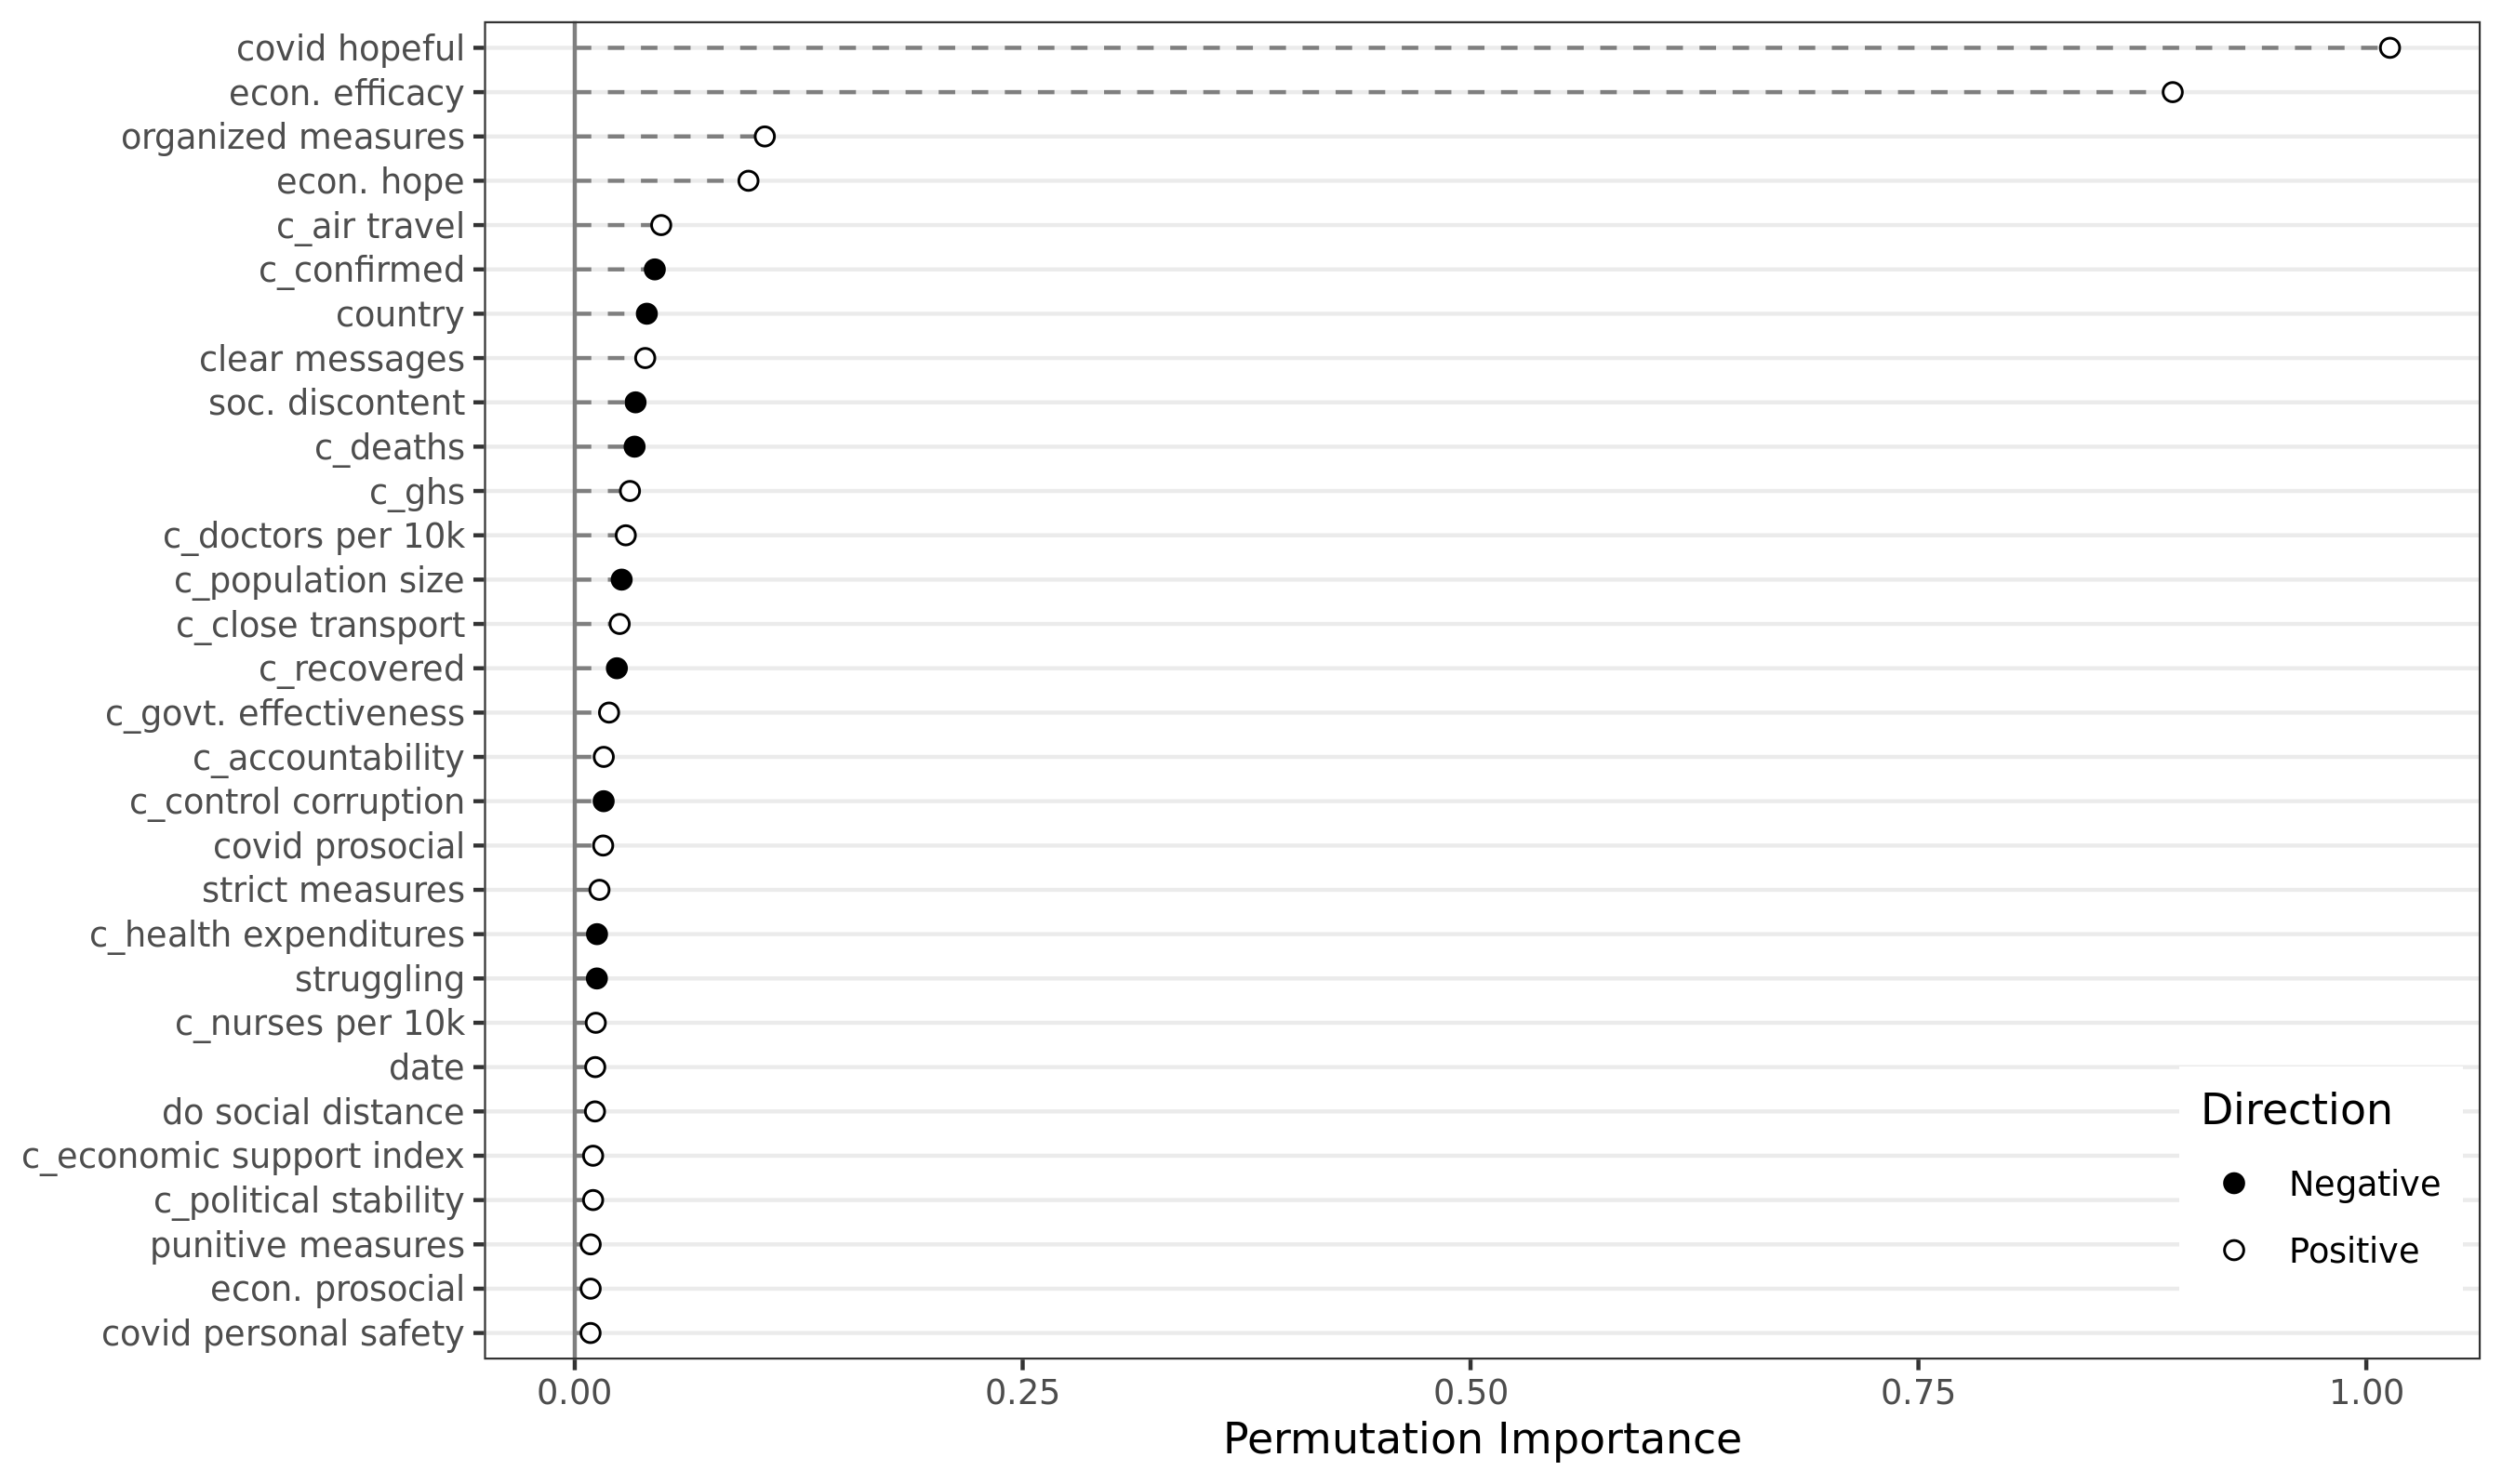 covid hopeful
econ. efficacy
organized measures
econ. hope
c_air travel
c_confirmed
country
clear messages
soc. discontent
c_deaths
c_ghs
c_doctors per 10k
c_population size
c_close transport
c_recovered
c_govt. effectiveness
c_accountability
c_control corruption
covid prosocial
strict measures
c_health expenditures
struggling
c_nurses per 10k
date
do social distance
c_economic support index
c_political stability
punitive measures
econ. prosocial
covid personal safety
Direction
Negative
Positive
0.00 0.25 0.50 0.75 1.00
Permutation Importance